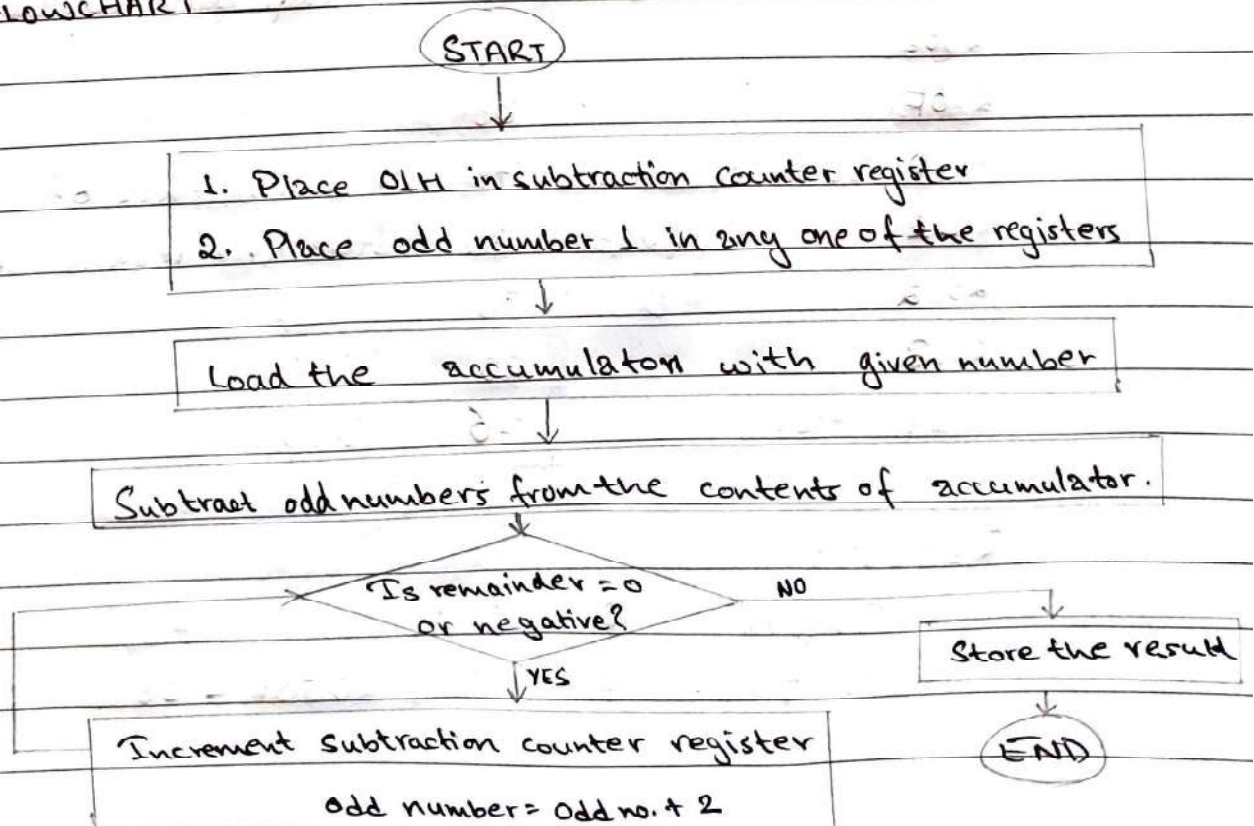 FLOWCHART
START
1. Place 01H in subtraction counter register
2. Place odd number 1 in any one of the registers
Load the accumulator with given number
Subtract odd numbers from the contents of accumulator.
Is remainder = 0
or negative?
NO
YES
Store the result
Increment subtraction counter register
END
odd number = Odd no. + 2